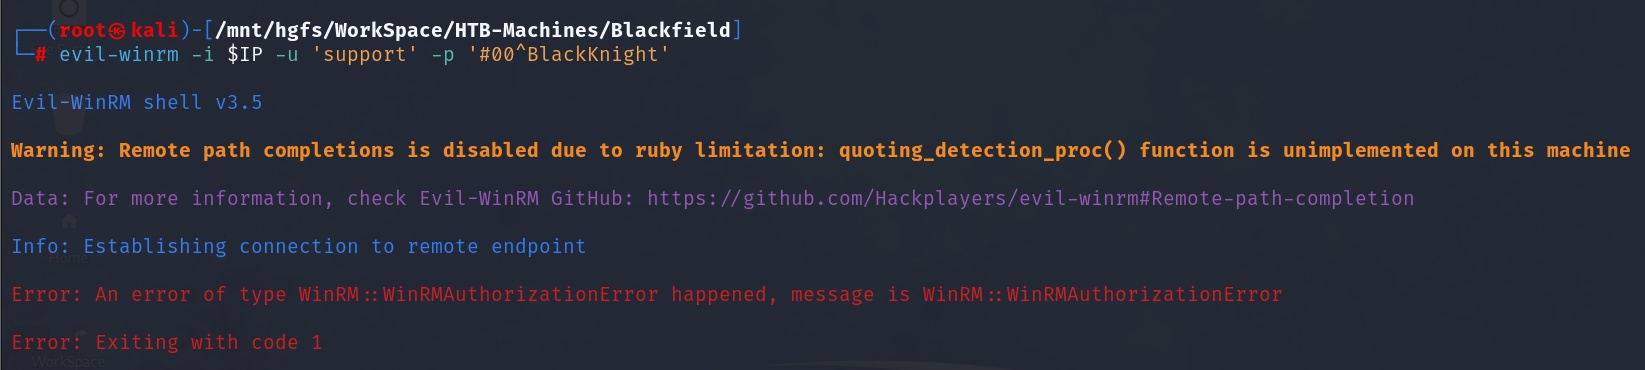 ┌──(root㉿kali)-[/mnt/hgfs/WorkSpace/HTB-Machines/Blackfield]
└─# evil-winrm -i $IP -u 'support' -p '#00^BlackKnight'
Evil-WinRM shell v3.5
Warning: Remote path completions is disabled due to ruby limitation: quoting_detection_proc() function is unimplemented on this machine
Data: For more information, check Evil-WinRM GitHub: https://github.com/Hackplayers/evil-winrm#Remote-path-completion
Info: Establishing connection to remote endpoint
Home
Error: An error of type WinRM::WinRMAuthorizationError happened, message is WinRM::WinRMAuthorizationError
Error: Exiting with code 1
WorkSpace